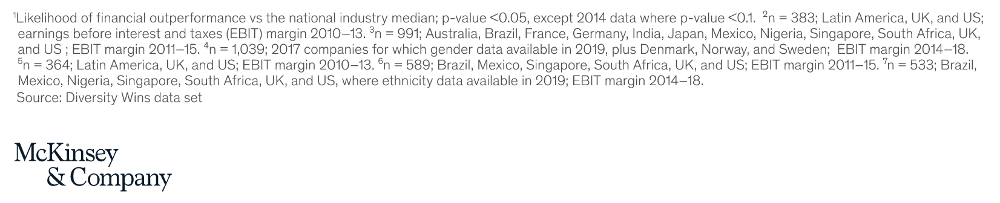 ¹Likelihood of financial outperformance vs the national industry median; p-value <0.05, except 2014 data where p-value <0.1. ²n = 383; Latin America, UK, and US;
earnings before interest and taxes (EBIT) margin 2010–13. ³n = 991; Australia, Brazil, France, Germany, India, Japan, Mexico, Nigeria, Singapore, South Africa, UK,
and US ; EBIT margin 2011–15. ⁴n = 1,039; 2017 companies for which gender data available in 2019, plus Denmark, Norway, and Sweden; EBIT margin 2014–18.
⁵n = 364; Latin America, UK, and US; EBIT margin 2010–13. ⁶n = 589; Brazil, Mexico, Singapore, South Africa, UK, and US; EBIT margin 2011–15. ⁷n = 533; Brazil,
Mexico, Nigeria, Singapore, South Africa, UK, and US, where ethnicity data available in 2019; EBIT margin 2014–18.
Source: Diversity Wins data set
McKinsey
& Company